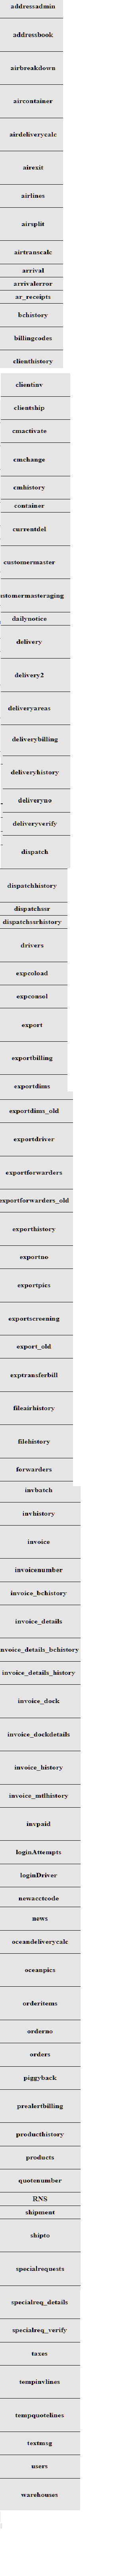 addressadmin
addressbook
airbreakdown
aircontainer
airdeliverycalc
airexit
airlines
airsplit
airtranscalc
arrival
arrivalerror
ar_receipts
bchistory
billingcodes
clienthistory
clientinv
clientship
cmactivate
cmchange
cmhistory
container
currentdel
customermaster
ustomermasteraging
dailynotice
delivery
delivery2
deliveryareas
deliverybilling
deliveryhistory
deliveryno
deliveryverify
dispatch
dispatchhistory
dispatchssr
dispatchssrhistory
drivers
expcoload
expconsol
export
exportbilling
exportdims
exportdims_old
exportdriver
exportforwarders
exportforwarders_old
exporthistory
exportno
exportpics
exportscreening
export_old
exptransferbill
fileairhistory
filehistory
forwarders
invbatch
invhistory
invoice
invoicenumber
invoice_bchistory
invoice_details
nvoice_details_bchistory
invoice_details_history
invoice_dock
invoice_dockdetails
invoice_history
invoice_mtlhistory
invpaid
loginAttempts
loginDriver
newacctcode
news
oceandeliverycalc
oceanpics
orderitems
orderno
orders
piggyback
prealertbilling
producthistory
products
quotenumber
RNS
shipment
shipto
specialrequests
specialreq_details
specialreq_verify
taxes
tempinvlines
tempquotelines
textmsg
users
warehouses